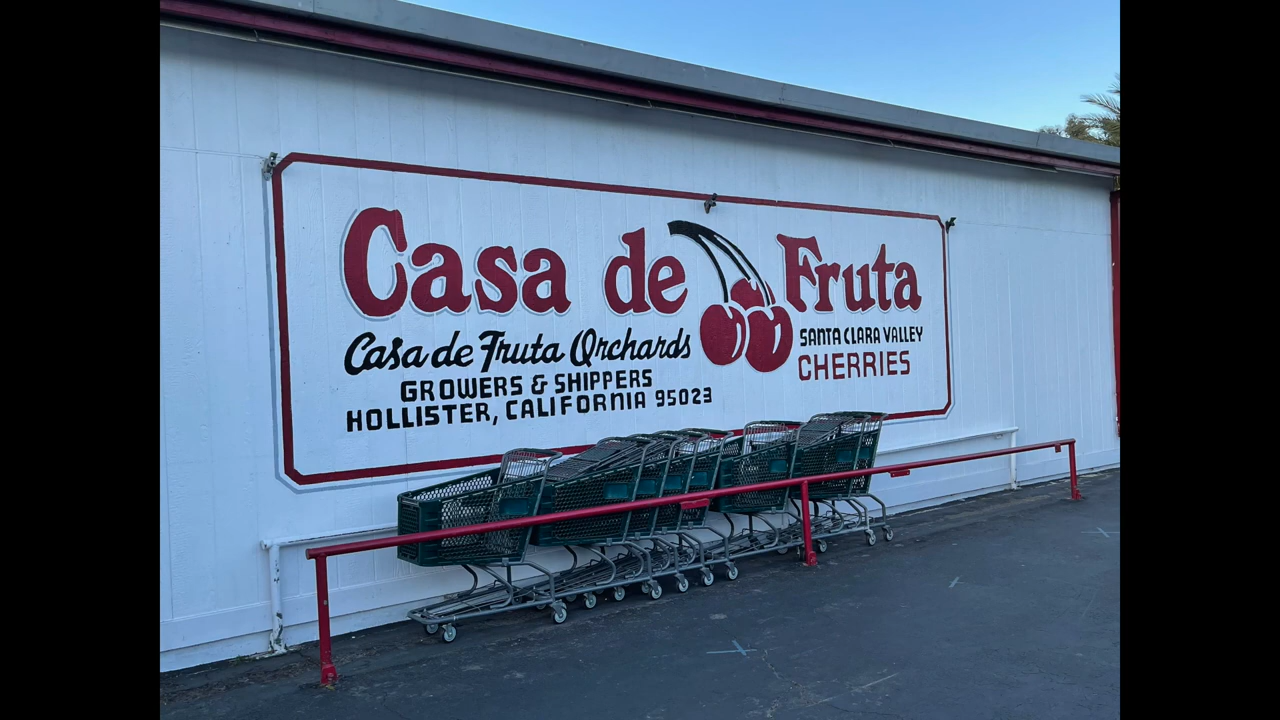 Casa de Fruta
Casa de Fruta Orchards
GROWERS & SHIPPERS
HOLLISTER, CALIFORNIA 95023
SANTA CLARA VALLEY
CHERRIES